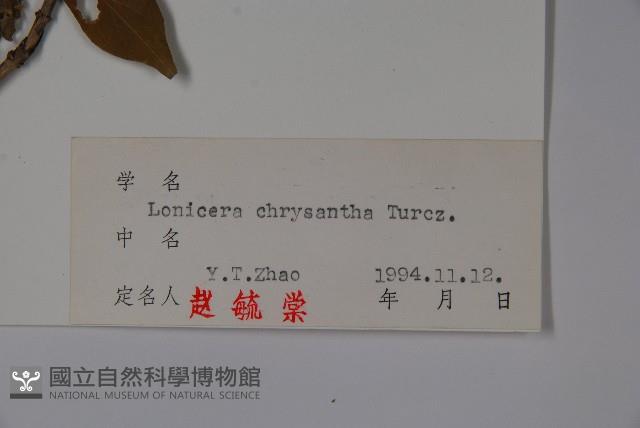 学 名
Lonicera chrysantha Turcz.
中 名
Y.T.Zhao 1994.11.12.
定名人 赵毓棠 年 月 日
國立自然科學博物館
NATIONAL MUSEUM OF NATURAL SCIENCE